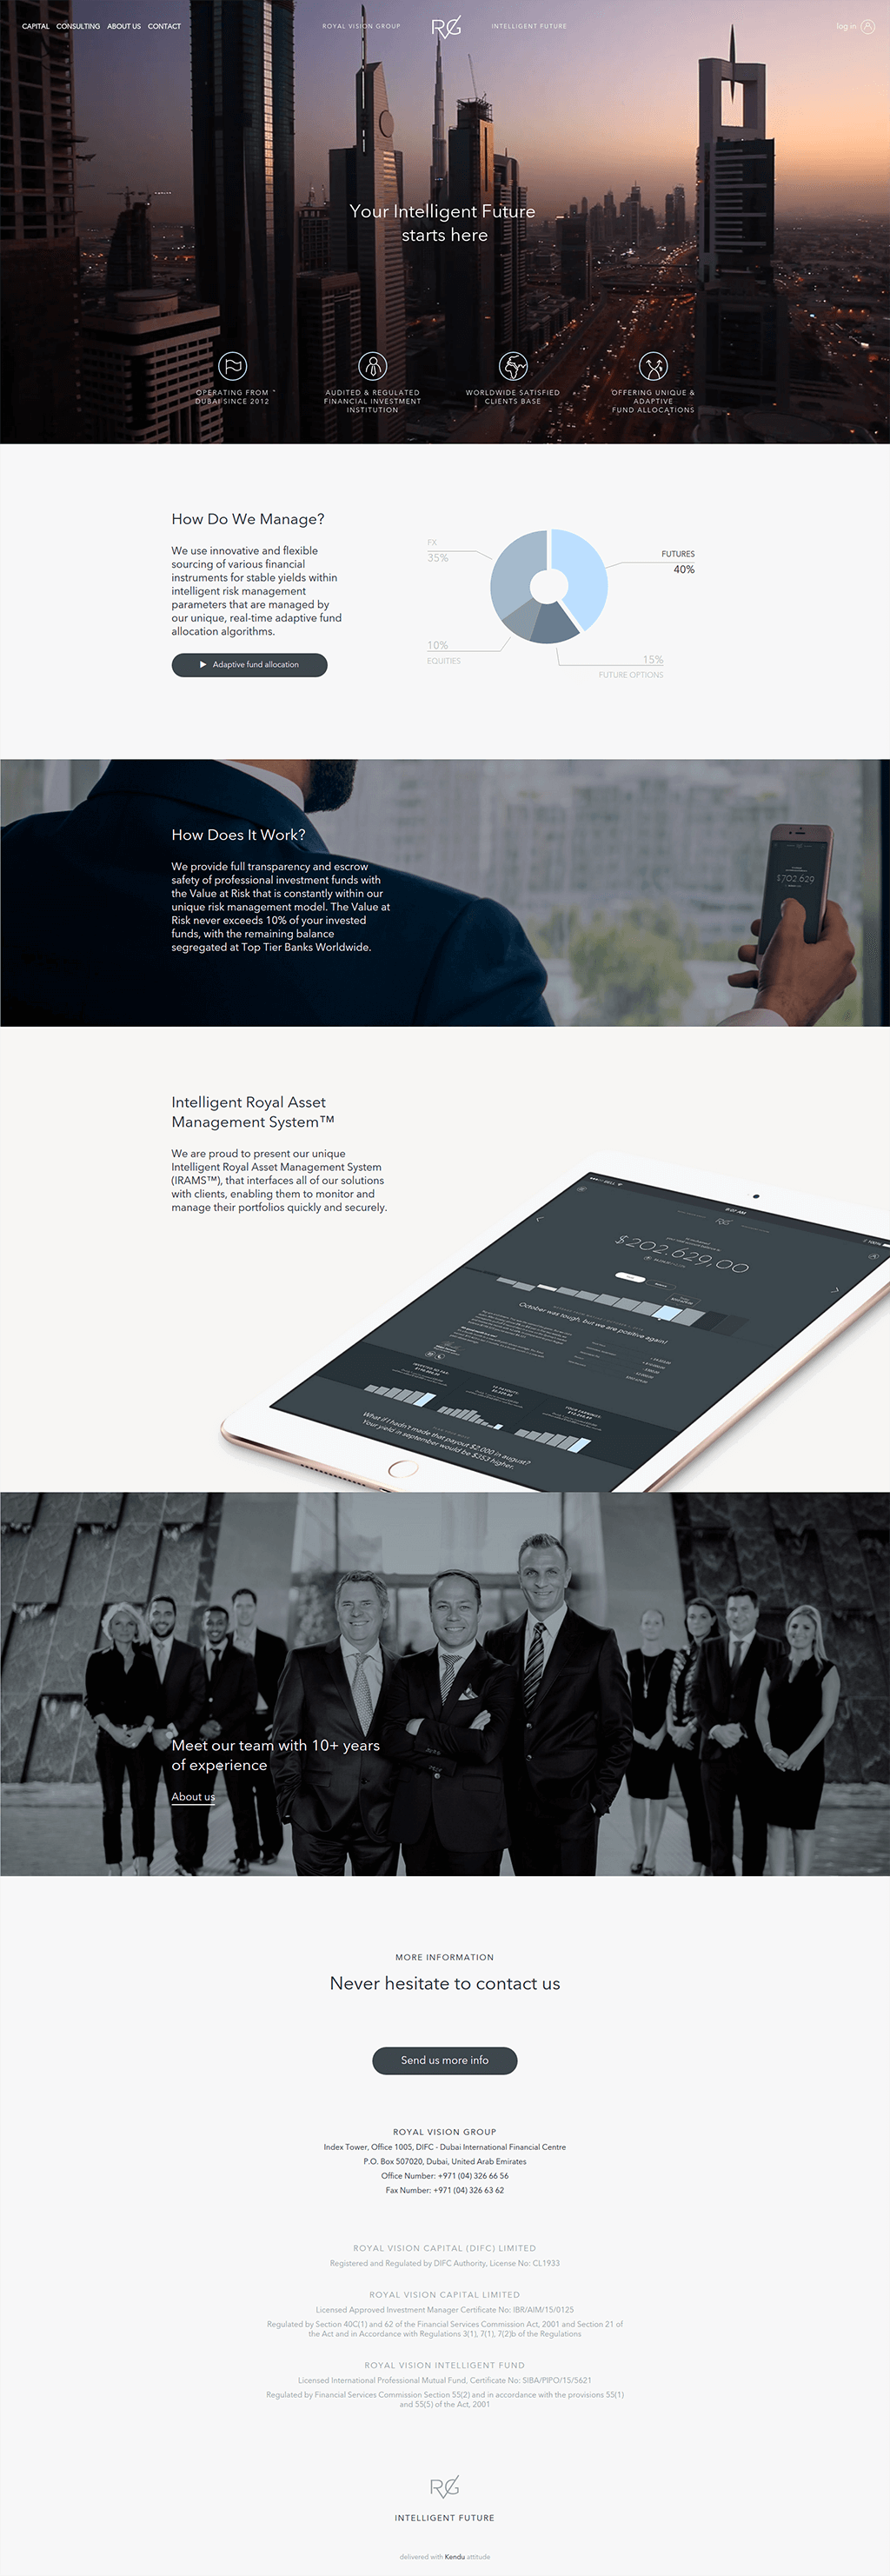 CAPITAL CONSULTING ABOUT US CONTACT
ROYAL VISION GROUP
RVG
INTELLIGENT FUTURE
log in
Your Intelligent Future
starts here
OPERATING FROM
DUBAI SINCE 2012
AUDITED & REGULATED
FINANCIAL INVESTMENT
INSTITUTION
WORLDWIDE SATISFIED
CLIENTS BASE
OFFERING UNIQUE &
ADAPTIVE
FUND ALLOCATIONS
How Do We Manage?
We use innovative and flexible
sourcing of various financial
instruments for stable yields within
intelligent risk management
parameters that are managed by
our unique, real-time adaptive fund
allocation algorithms.
Adaptive fund allocation
FX
35%
FUTURES
40%
10%
EQUITIES
15%
FUTURE OPTIONS
How Does It Work?
We provide full transparency and escrow
safety of professional investment funds with
the Value at Risk that is constantly within our
unique risk management model. The Value at
Risk never exceeds 10% of your invested
funds, with the remaining balance
segregated at Top Tier Banks Worldwide.
$702.629
Intelligent Royal Asset
Management System™
We are proud to present our unique
Intelligent Royal Asset Management System
(IRAMS™), that interfaces all of our solutions
with clients, enabling them to monitor and
manage their portfolios quickly and securely.
BELL
9:07 AM
100%
RVG
$202.629,00
October was tough, but we are positive again!
What if I hadn't made that payout $2 000 in august?
Your yield in september would be $353 higher.
Meet our team with 10+ years
of experience
About us
MORE INFORMATION
Never hesitate to contact us
Send us more info
ROYAL VISION GROUP
Index Tower, Office 1005, DIFC - Dubai International Financial Centre
P.O. Box 507020, Dubai, United Arab Emirates
Office Number: +971 (04) 326 66 56
Fax Number: +971 (04) 326 63 62
ROYAL VISION CAPITAL (DIFC) LIMITED
Registered and Regulated by DIFC Authority, License No: CL1933
ROYAL VISION CAPITAL LIMITED
Licensed Approved Investment Manager Certificate No: IBR/AIM/15/0125
Regulated by Section 40C(1) and 62 of the Financial Services Commission Act, 2001 and Section 21 of
the Act and in Accordance with Regulations 3(1), 7(1), 7(2)b of the Regulations
ROYAL VISION INTELLIGENT FUND
Licensed International Professional Mutual Fund, Certificate No: SIBA/PIPO/15/5621
Regulated by Financial Services Commission Section 55(2) and in accordance with the provisions 55(1)
and 55(5) of the Act, 2001
RVG
INTELLIGENT FUTURE
delivered with Kendu attitude